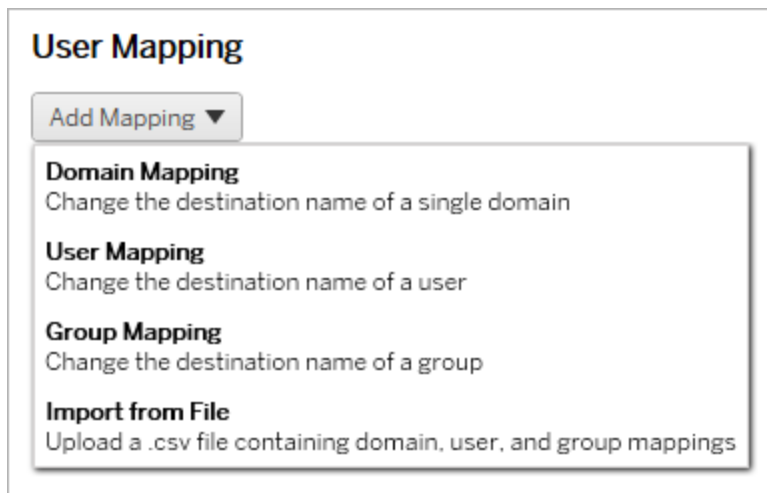 User Mapping
Add Mapping ▼
Domain Mapping
Change the destination name of a single domain
User Mapping
Change the destination name of a user
Group Mapping
Change the destination name of a group
Import from File
Upload a .csv file containing domain, user, and group mappings